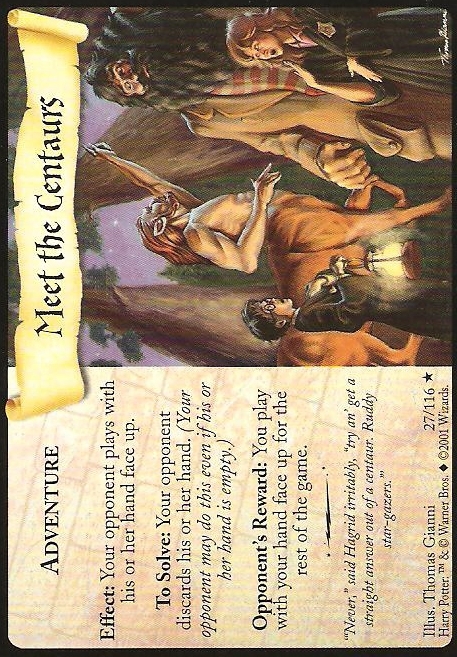 Meet the Centaurs
ADVENTURE
Effect: Your opponent plays with
his or her hand face up.
To Solve: Your opponent
discards his or her hand. (Your
opponent may do this even if his or
her hand is empty.)
Opponent's Reward: You play
with your hand face up for the
rest of the game.
"Never," said Hagrid irritably, "try an' get a
straight answer out of a centaur. Ruddy
star-gazers."
Illus. Thomas Gianni 27/116 ★
Harry Potter, ™ & © Warner Bros. ◆ ©2001 Wizards.